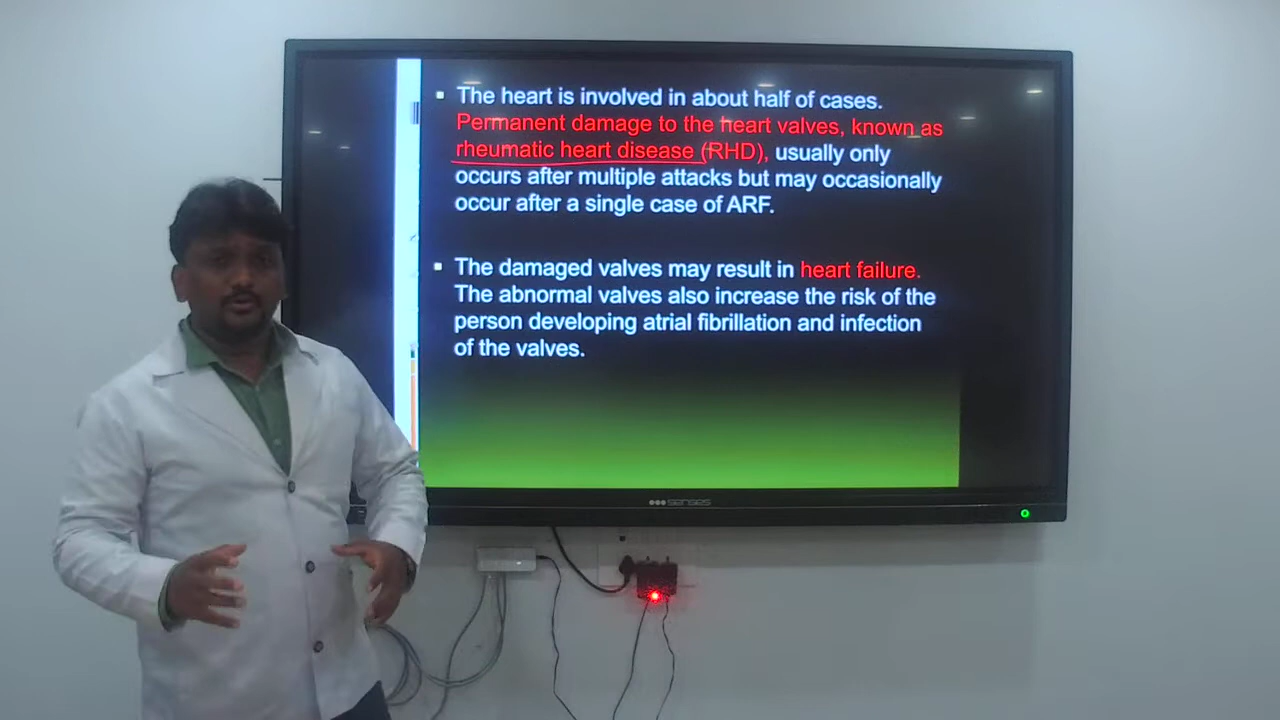 The heart is involved in about half of cases.
Permanent damage to the heart valves, known as
rheumatic heart disease (RHD), usually only
occurs after multiple attacks but may occasionally
occur after a single case of ARF.
The damaged valves may result in heart failure.
The abnormal valves also increase the risk of the
person developing atrial fibrillation and infection
of the valves.
senses